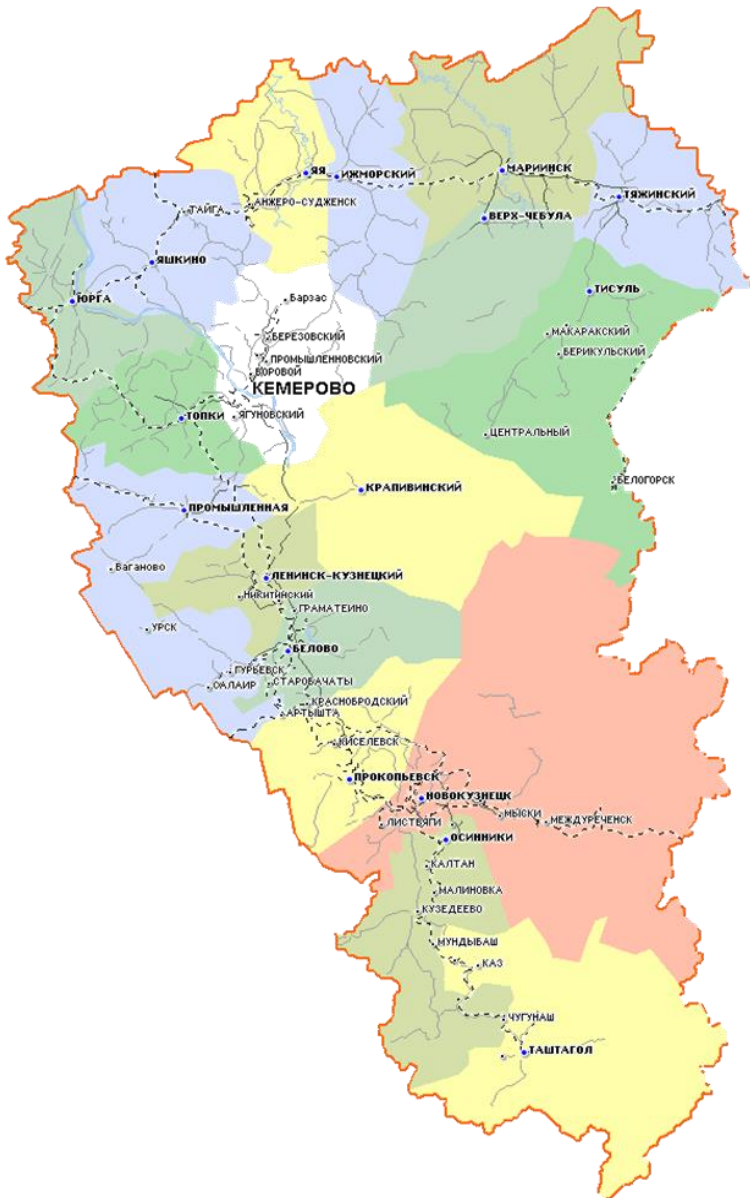 ЯЯ
ИЖМОРСКИЙ
МАРИИНСК
ТЯЖИНСКИЙ
АНЖЕРО-СУДЖЕНСК
ТАЙГА
ВЕРХ-ЧЕБУЛА
ЯШКИНО
ТИСУЛЬ
ЮРГА
Барзас
МАКАРАКСКИЙ
БЕРЕЗОВСКИЙ
БЕРИКУЛЬСКИЙ
ПРОМЫШЛЕННОВСКИЙ
БОРОВОЙ
КЕМЕРОВО
ТОПКИ
ЯГУНОВСКИЙ
ЦЕНТРАЛЬНЫЙ
БЕЛОГОРСК
КРАПИВИНСКИЙ
ПРОМЫШЛЕННАЯ
Ваганово
ЛЕНИНСК-КУЗНЕЦКИЙ
НИКИТИНСКИЙ
ГРАМАТЕИНО
УРСК
БЕЛОВО
ГУРЬЕВСК
СТАРОБАЧАТЫ
САЛАИР
КРАСНОБРОДСКИЙ
АРТЫШТА
КИСЕЛЕВСК
ПРОКОПЬЕВСК
НОВОКУЗНЕЦК
МЫСКИ
МЕЖДУРЕЧЕНСК
ЛИСТВЯГИ
ОСИННИКИ
КАЛТАН
МАЛИНОВКА
КУЗЕДЕЕВО
МУНДЫБАШ
КАЗ
ЧУГУНАШ
ТАШТАГОЛ